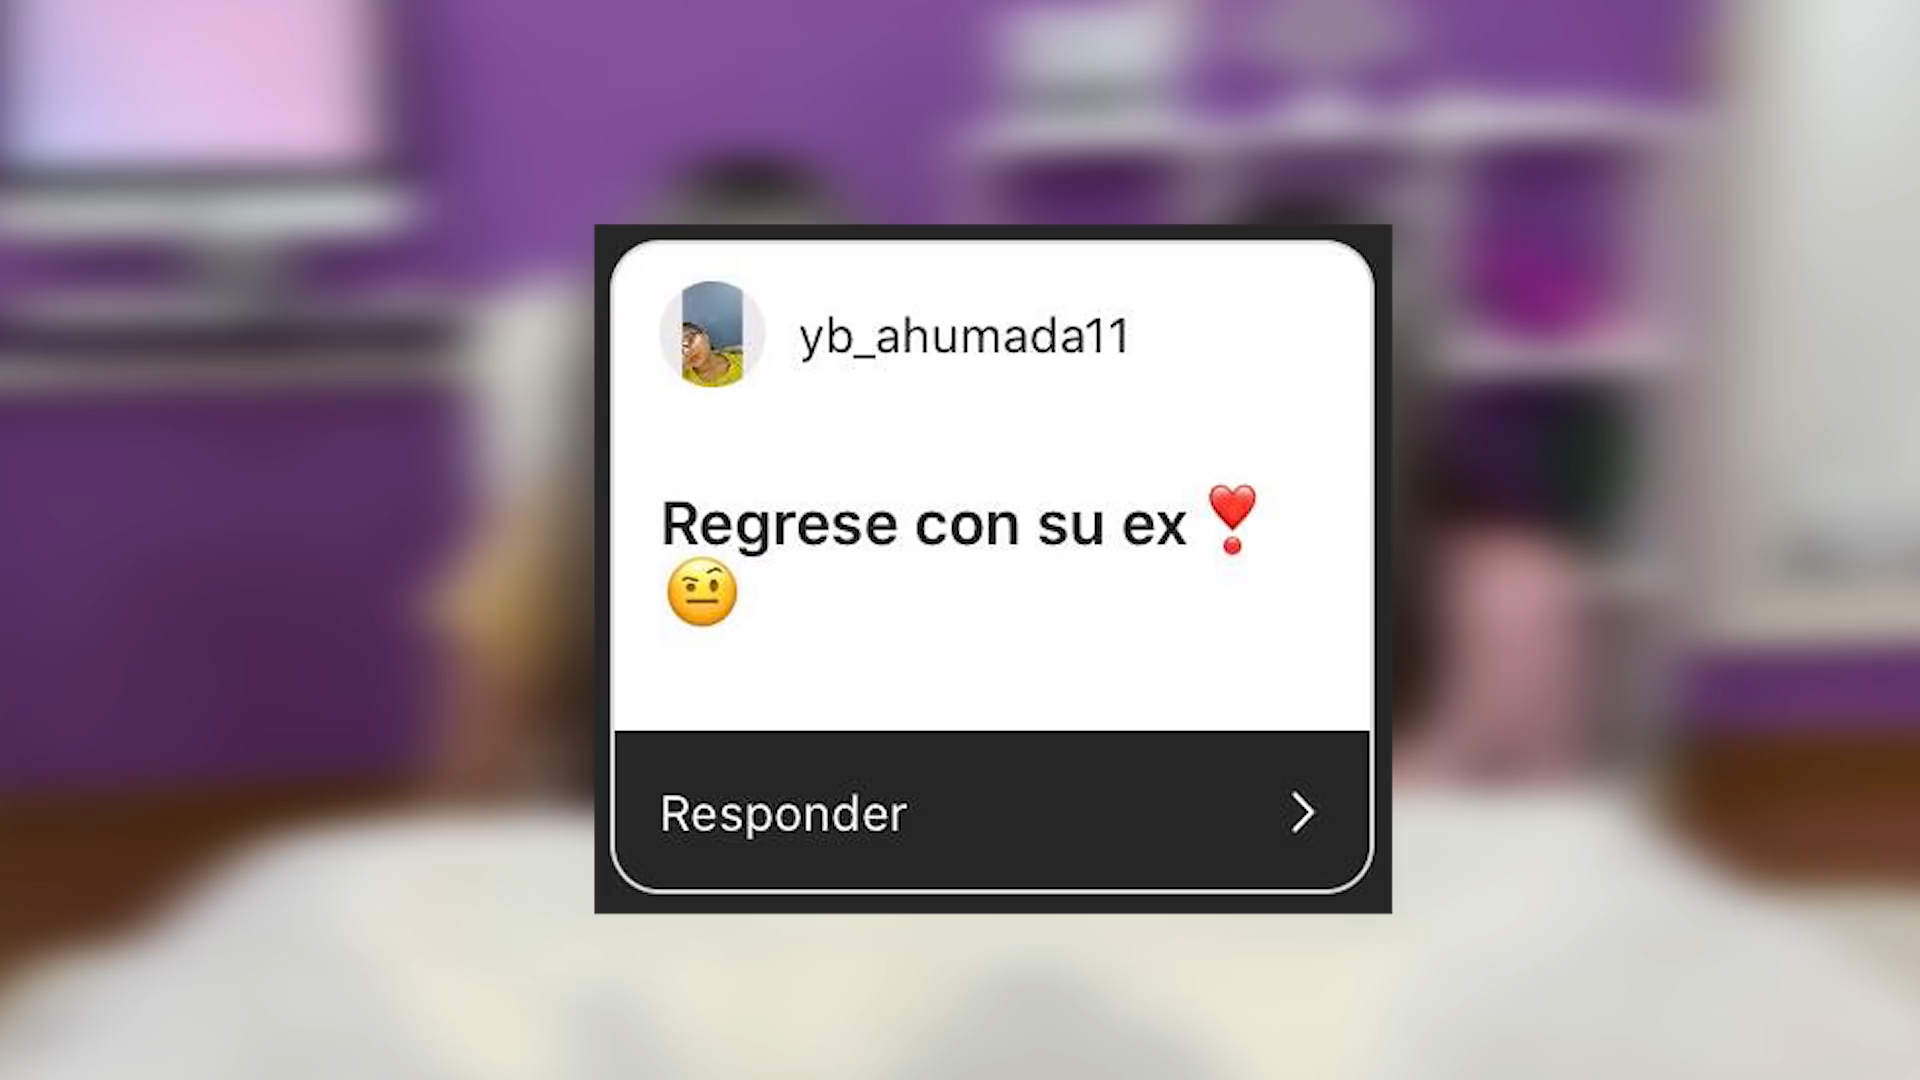 yb_ahumada11
Regrese con su ex ❣️
🤨
Responder